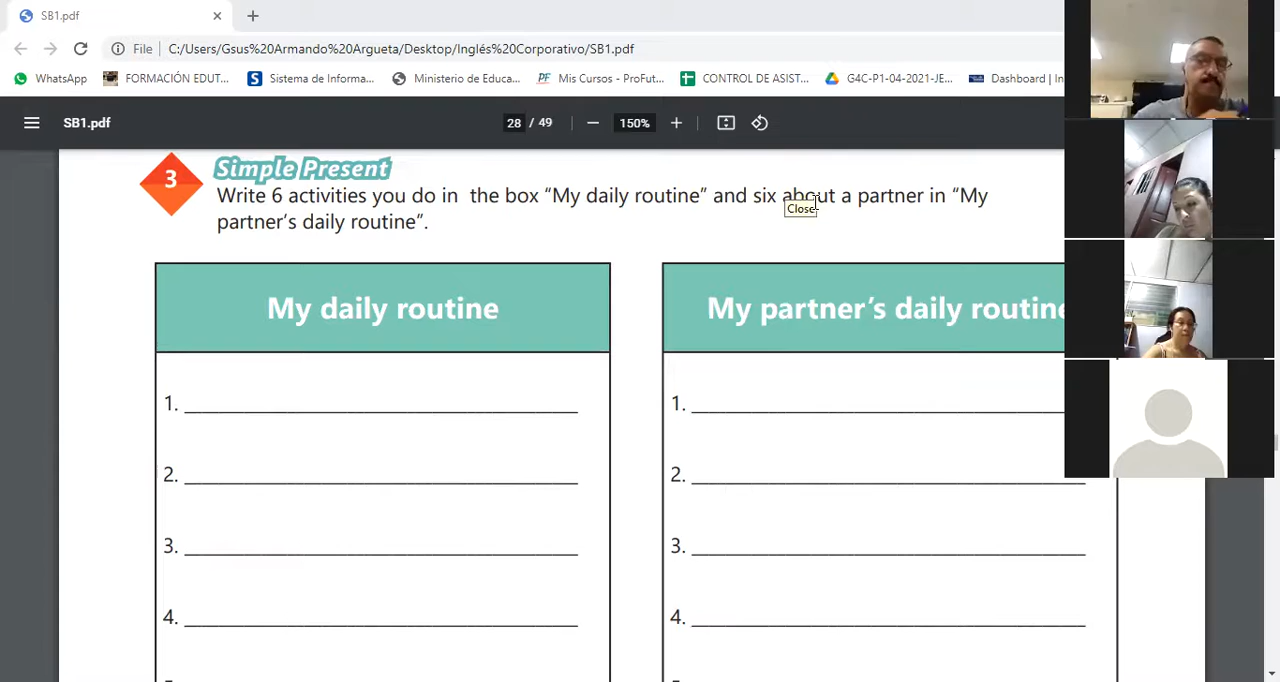 SB1.pdf
File C:/Users/Gsus%20Armando%20Argueta/Desktop/Inglés%20Corporativo/SB1.pdf
WhatsApp FORMACIÓN EDUT... Sistema de Informa... Ministerio de Educa... PF Mis Cursos - ProFut... CONTROL DE ASIST... G4C-P1-04-2021-JE... Dashboard | In
SB1.pdf 28 / 49 150%
3 Simple Present
Write 6 activities you do in the box “My daily routine” and six about a partner in “My
Close
partner’s daily routine”.
My daily routine
1.
2.
3.
4.
My partner’s daily routine
1.
2.
3.
4.